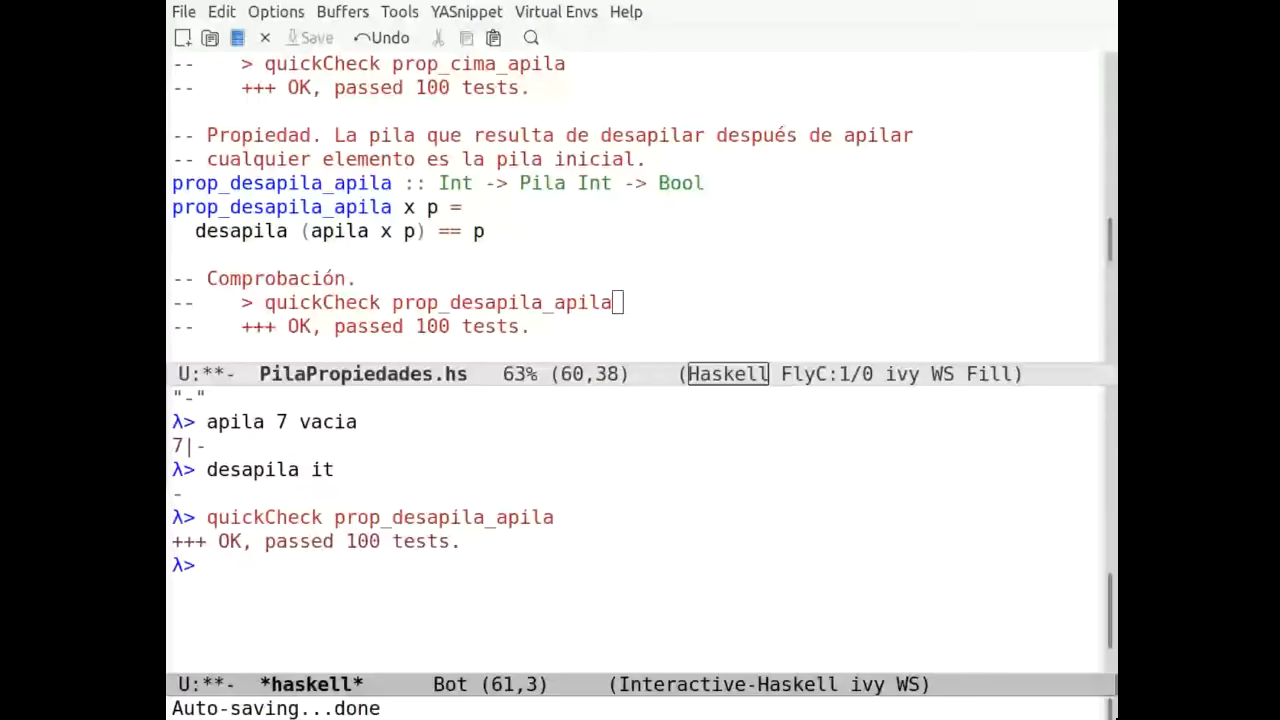 File Edit Options Buffers Tools YASnippet Virtual Envs Help
Save Undo
--    > quickCheck prop_cima_apila
--    +++ OK, passed 100 tests.
-- Propiedad. La pila que resulta de desapilar después de apilar
-- cualquier elemento es la pila inicial.
prop_desapila_apila :: Int -> Pila Int -> Bool
prop_desapila_apila x p =
  desapila (apila x p) == p
-- Comprobación.
--    > quickCheck prop_desapila_apila
--    +++ OK, passed 100 tests.
U:**-  PilaPropiedades.hs   63% (60,38)    (Haskell FlyC:1/0 ivy WS Fill)
"-"
λ> apila 7 vacia
7|-
λ> desapila it
-
λ> quickCheck prop_desapila_apila
+++ OK, passed 100 tests.
λ>
U:**-  *haskell*      Bot (61,3)     (Interactive-Haskell ivy WS)
Auto-saving...done